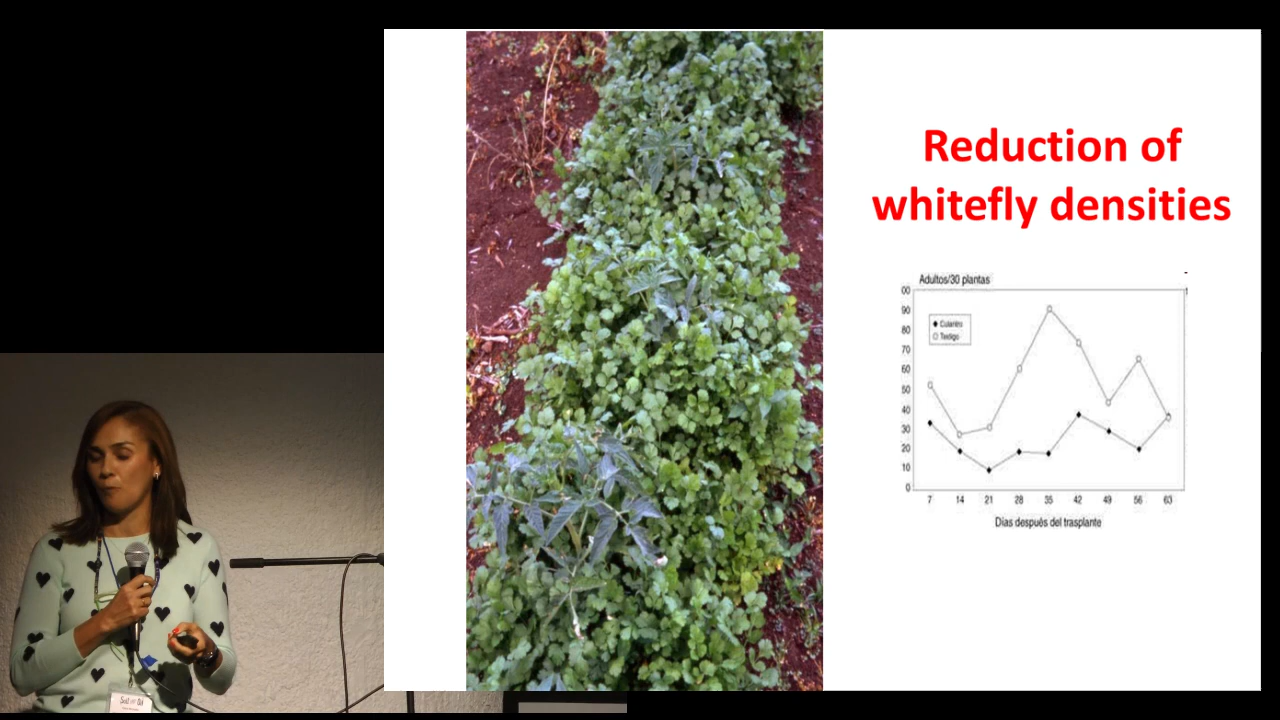 Reduction of
whitefly densities
Adultos/30 plantas
00
90
80
70
60
50
40
30
20
10
0
Culantro
Testigo
7 14 21 28 35 42 49 56 63
Días después del trasplante